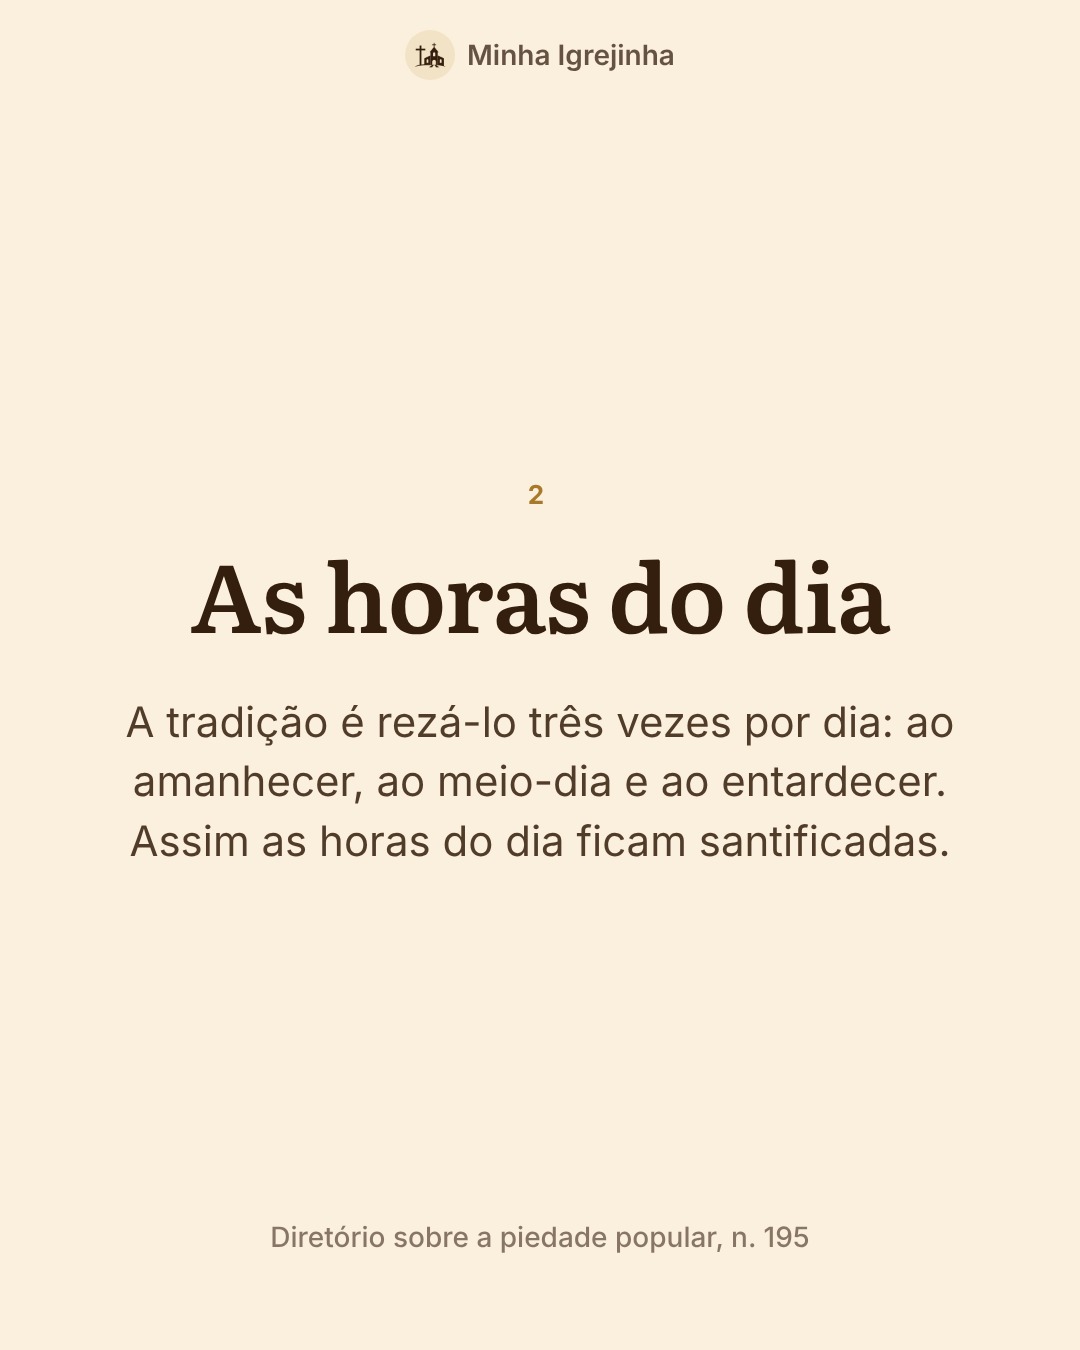 Minha Igrejinha
2
As horas do dia
A tradição é rezá-lo três vezes por dia: ao
amanhecer, ao meio-dia e ao entardecer.
Assim as horas do dia ficam santificadas.
Diretório sobre a piedade popular, n. 195